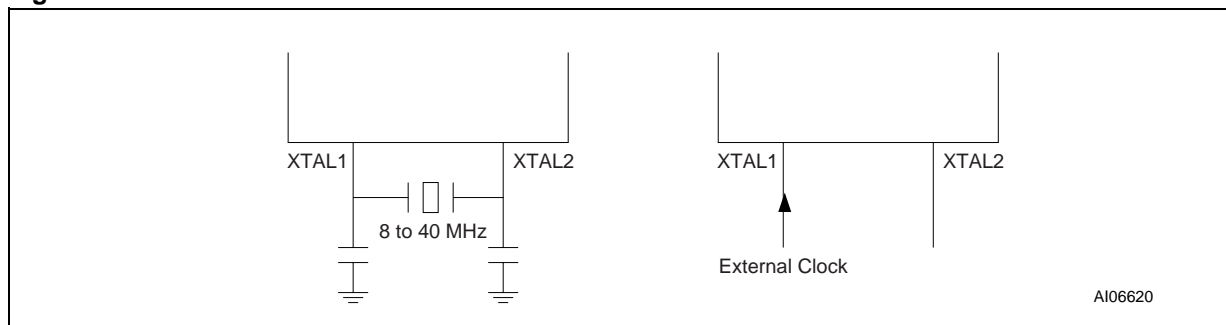 XTAL1
XTAL2
8 to 40 MHz
XTAL1
XTAL2
External Clock
AI06620